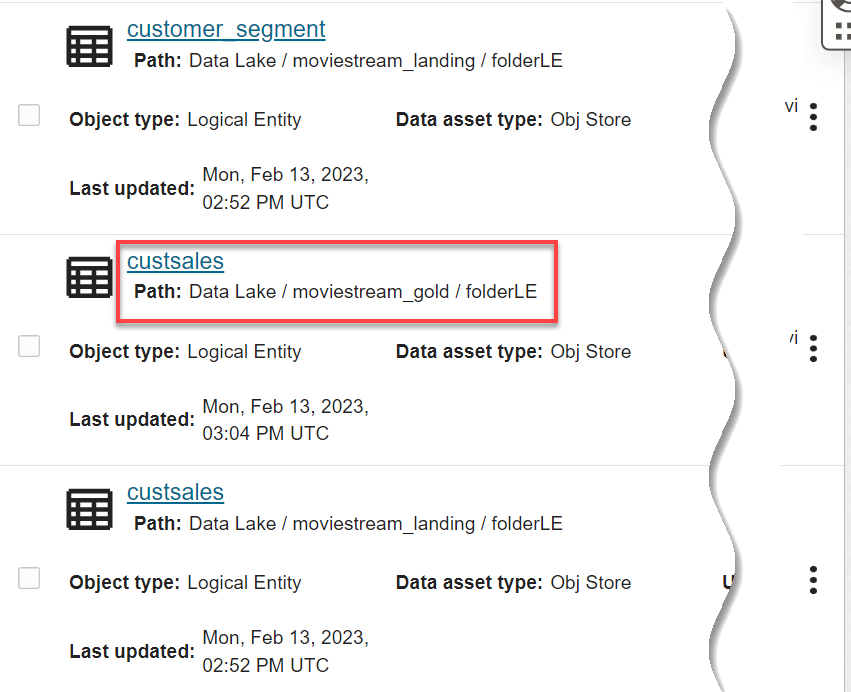 customer_segment
Path: Data Lake / moviestream_landing / folderLE
Object type: Logical Entity Data asset type: Obj Store vi
Last updated: Mon, Feb 13, 2023,
02:52 PM UTC
custsales
Path: Data Lake / moviestream_gold / folderLE
Object type: Logical Entity Data asset type: Obj Store
Last updated: Mon, Feb 13, 2023,
03:04 PM UTC
custsales
Path: Data Lake / moviestream_landing / folderLE
Object type: Logical Entity Data asset type: Obj Store U
Last updated: Mon, Feb 13, 2023,
02:52 PM UTC